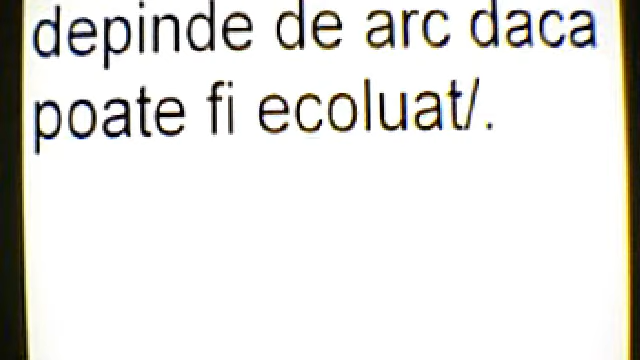 depinde de arc daca
poate fi ecoluat/.